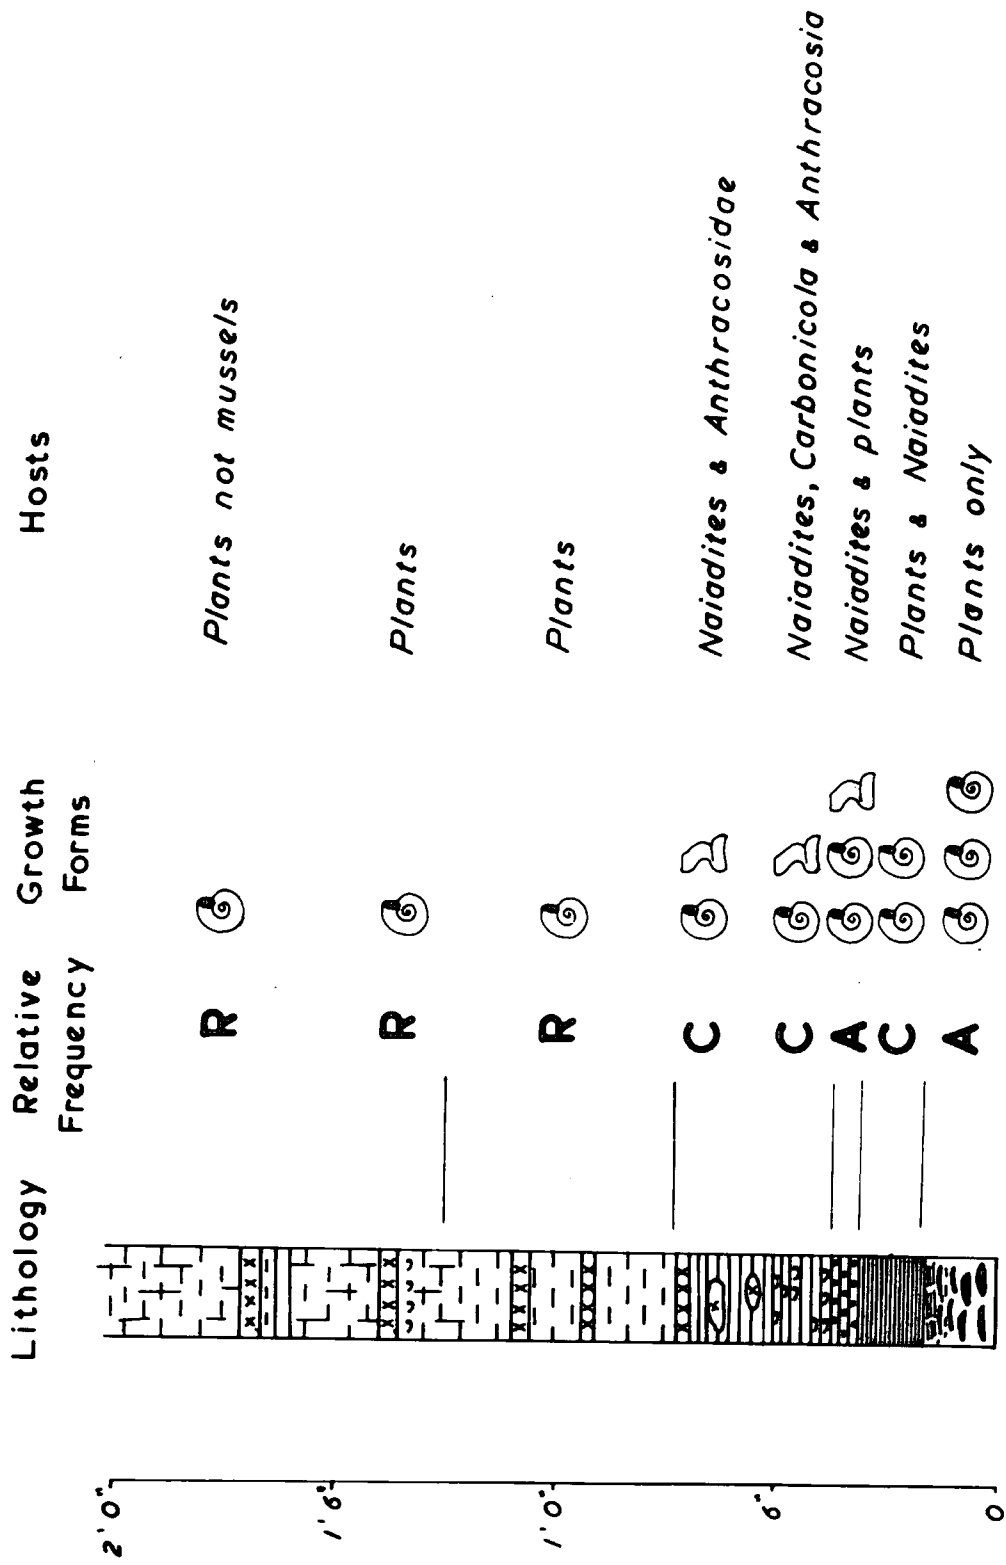 Lithology Relative Growth Hosts
Frequency Forms
2'0"
R Plants not mussels
1'6"
R Plants
1'0"
R Plants
C Naiadites & Anthracosidae
6"
C Naiadites, Carbonicola & Anthracosia
A Naiadites & plants
C Plants & Naiadites
A Plants only
0